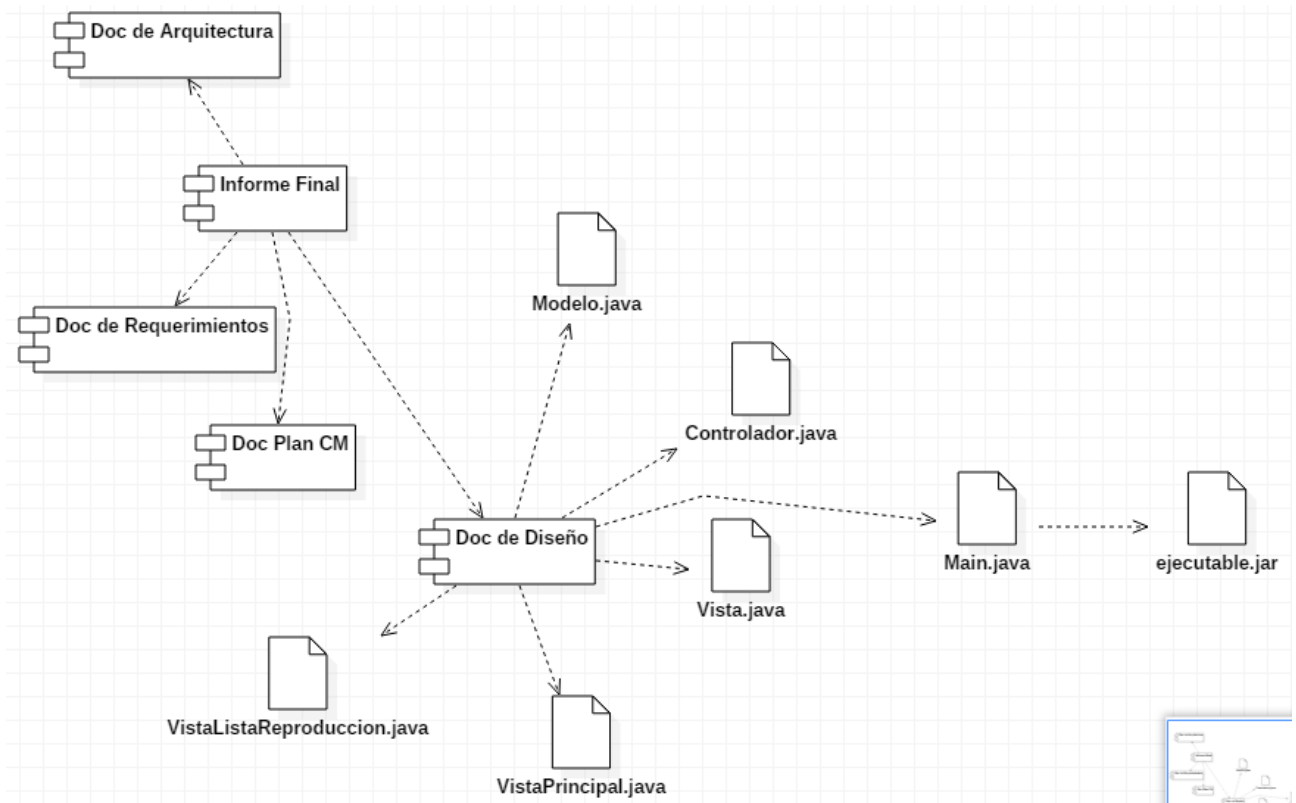 Doc de Arquitectura
Informe Final
Modelo.java
Doc de Requerimientos
Controlador.java
Doc Plan CM
Doc de Diseño
Main.java
ejecutable.jar
Vista.java
VistaListaReproduccion.java
VistaPrincipal.java